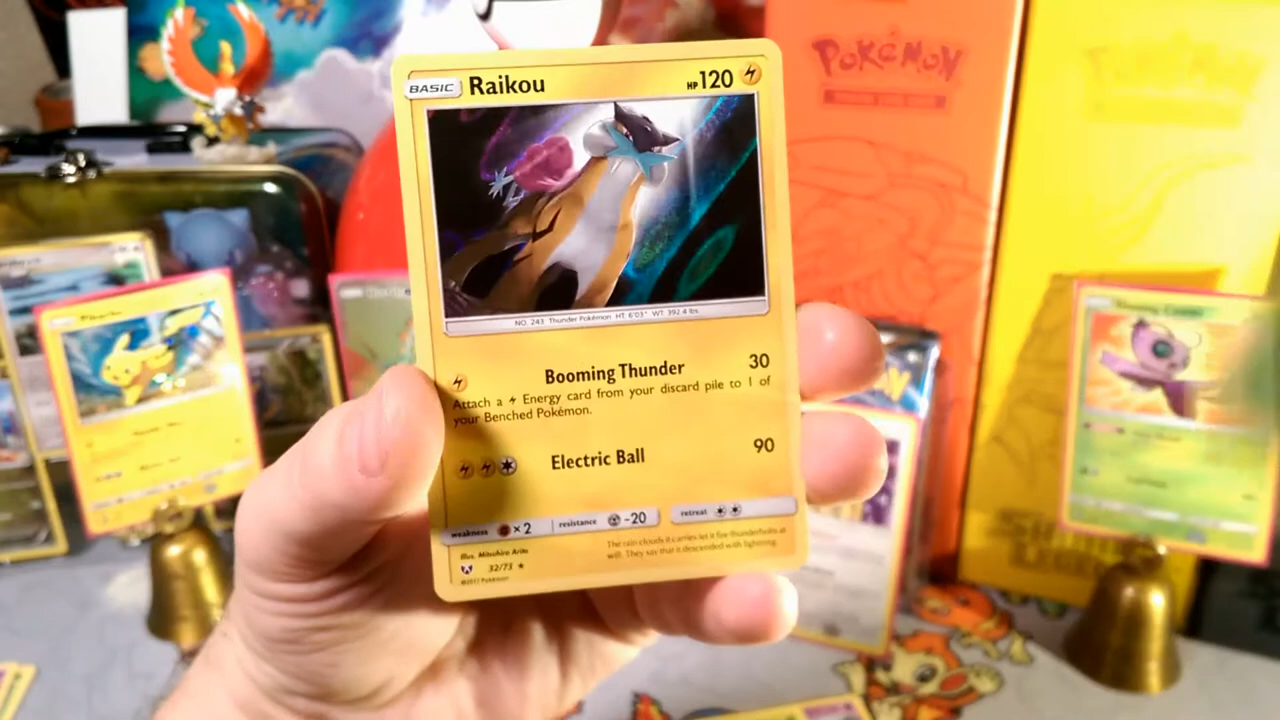 POKÉMON
BASIC Raikou HP 120
NO. 243 Thunder Pokémon HT: 6'03" WT: 392.4 lbs.
Booming Thunder 30
Attach a Energy card from your discard pile to 1 of
your Benched Pokémon.
Electric Ball 90
weakness ×2 resistance -20 retreat
Illus. Mitsuhiro Arita
32/73 ★
©2017 Pokémon
The rain clouds it carries let it fire thunderbolts at
will. They say that it descended with lightning.